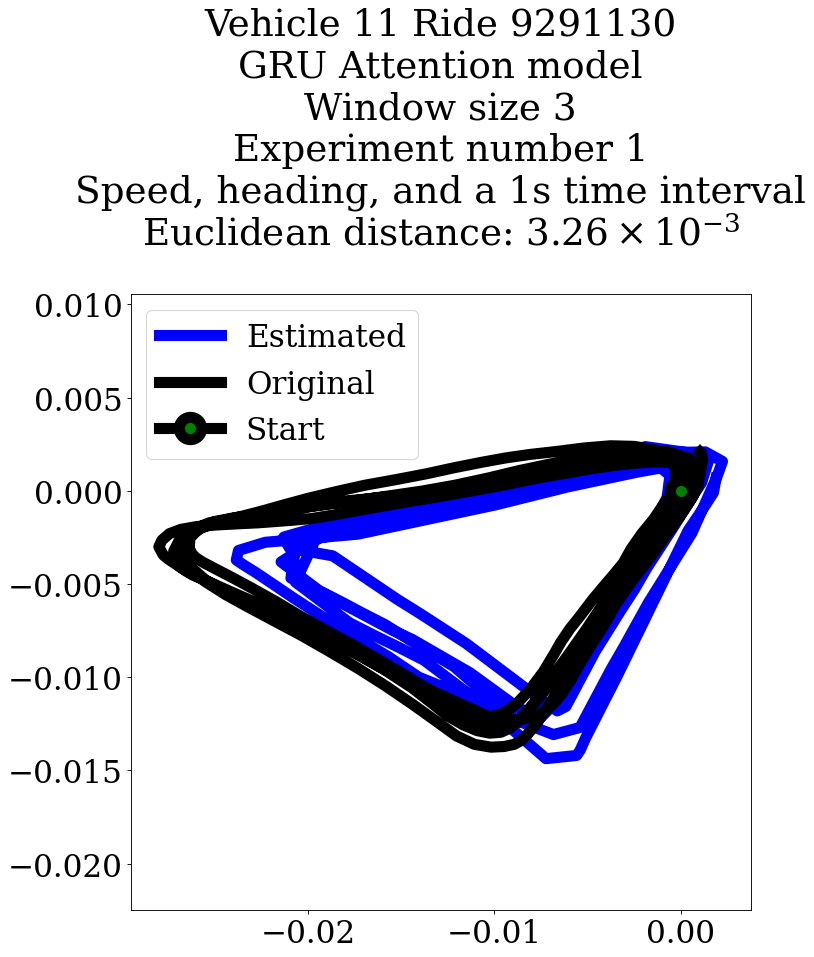 Vehicle 11 Ride 9291130
GRU Attention model
Window size 3
Experiment number 1
Speed, heading, and a 1s time interval
Euclidean distance: 3.26 × 10⁻³
Estimated
Original
Start
0.010
0.005
0.000
−0.005
−0.010
−0.015
−0.020
−0.02 −0.01 0.00